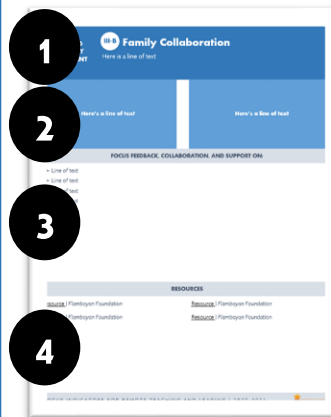 1
III-B Family Collaboration
Here is a line of text
2
Here's a line of text
Here's a line of text
FOCUS FEEDBACK, COLLABORATION, AND SUPPORT ON:
Line of text
Line of text
of text
3
RESOURCES
| Flamboyan Foundation
Resource | Flamboyan Foundation
| Flamboyan Foundation
Resource | Flamboyan Foundation
4